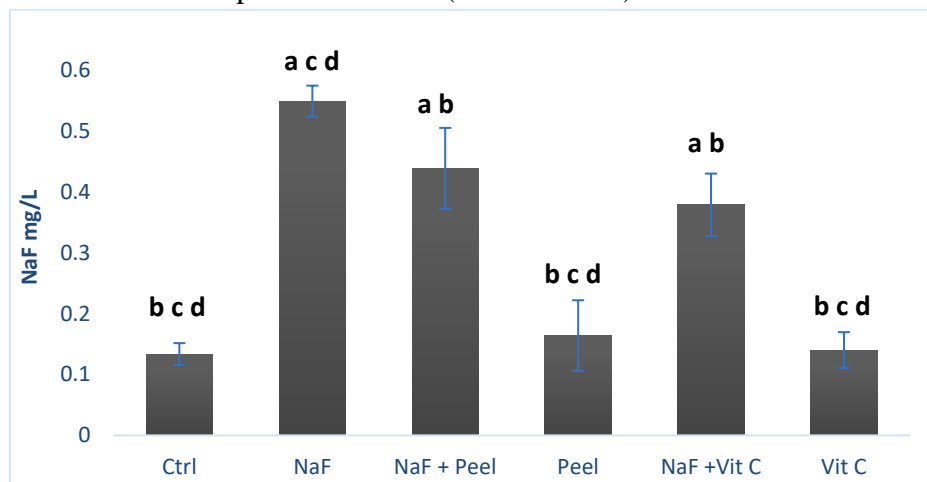 a c d
0.6
a b
0.5
a b
0.4
NaF mg/L
0.3
b c d
b c d
b c d
0.2
0.1
0
Ctrl NaF NaF + Peel Peel NaF +Vit C Vit C